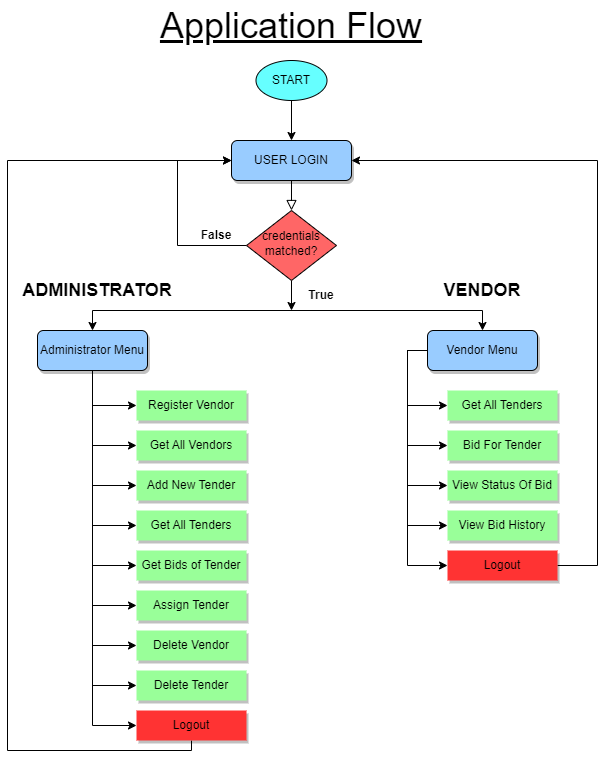 Application Flow
START
USER LOGIN
credentials
matched?
False
True
ADMINISTRATOR
VENDOR
Administrator Menu
Register Vendor
Get All Vendors
Add New Tender
Get All Tenders
Get Bids of Tender
Assign Tender
Delete Vendor
Delete Tender
Logout
Vendor Menu
Get All Tenders
Bid For Tender
View Status Of Bid
View Bid History
Logout